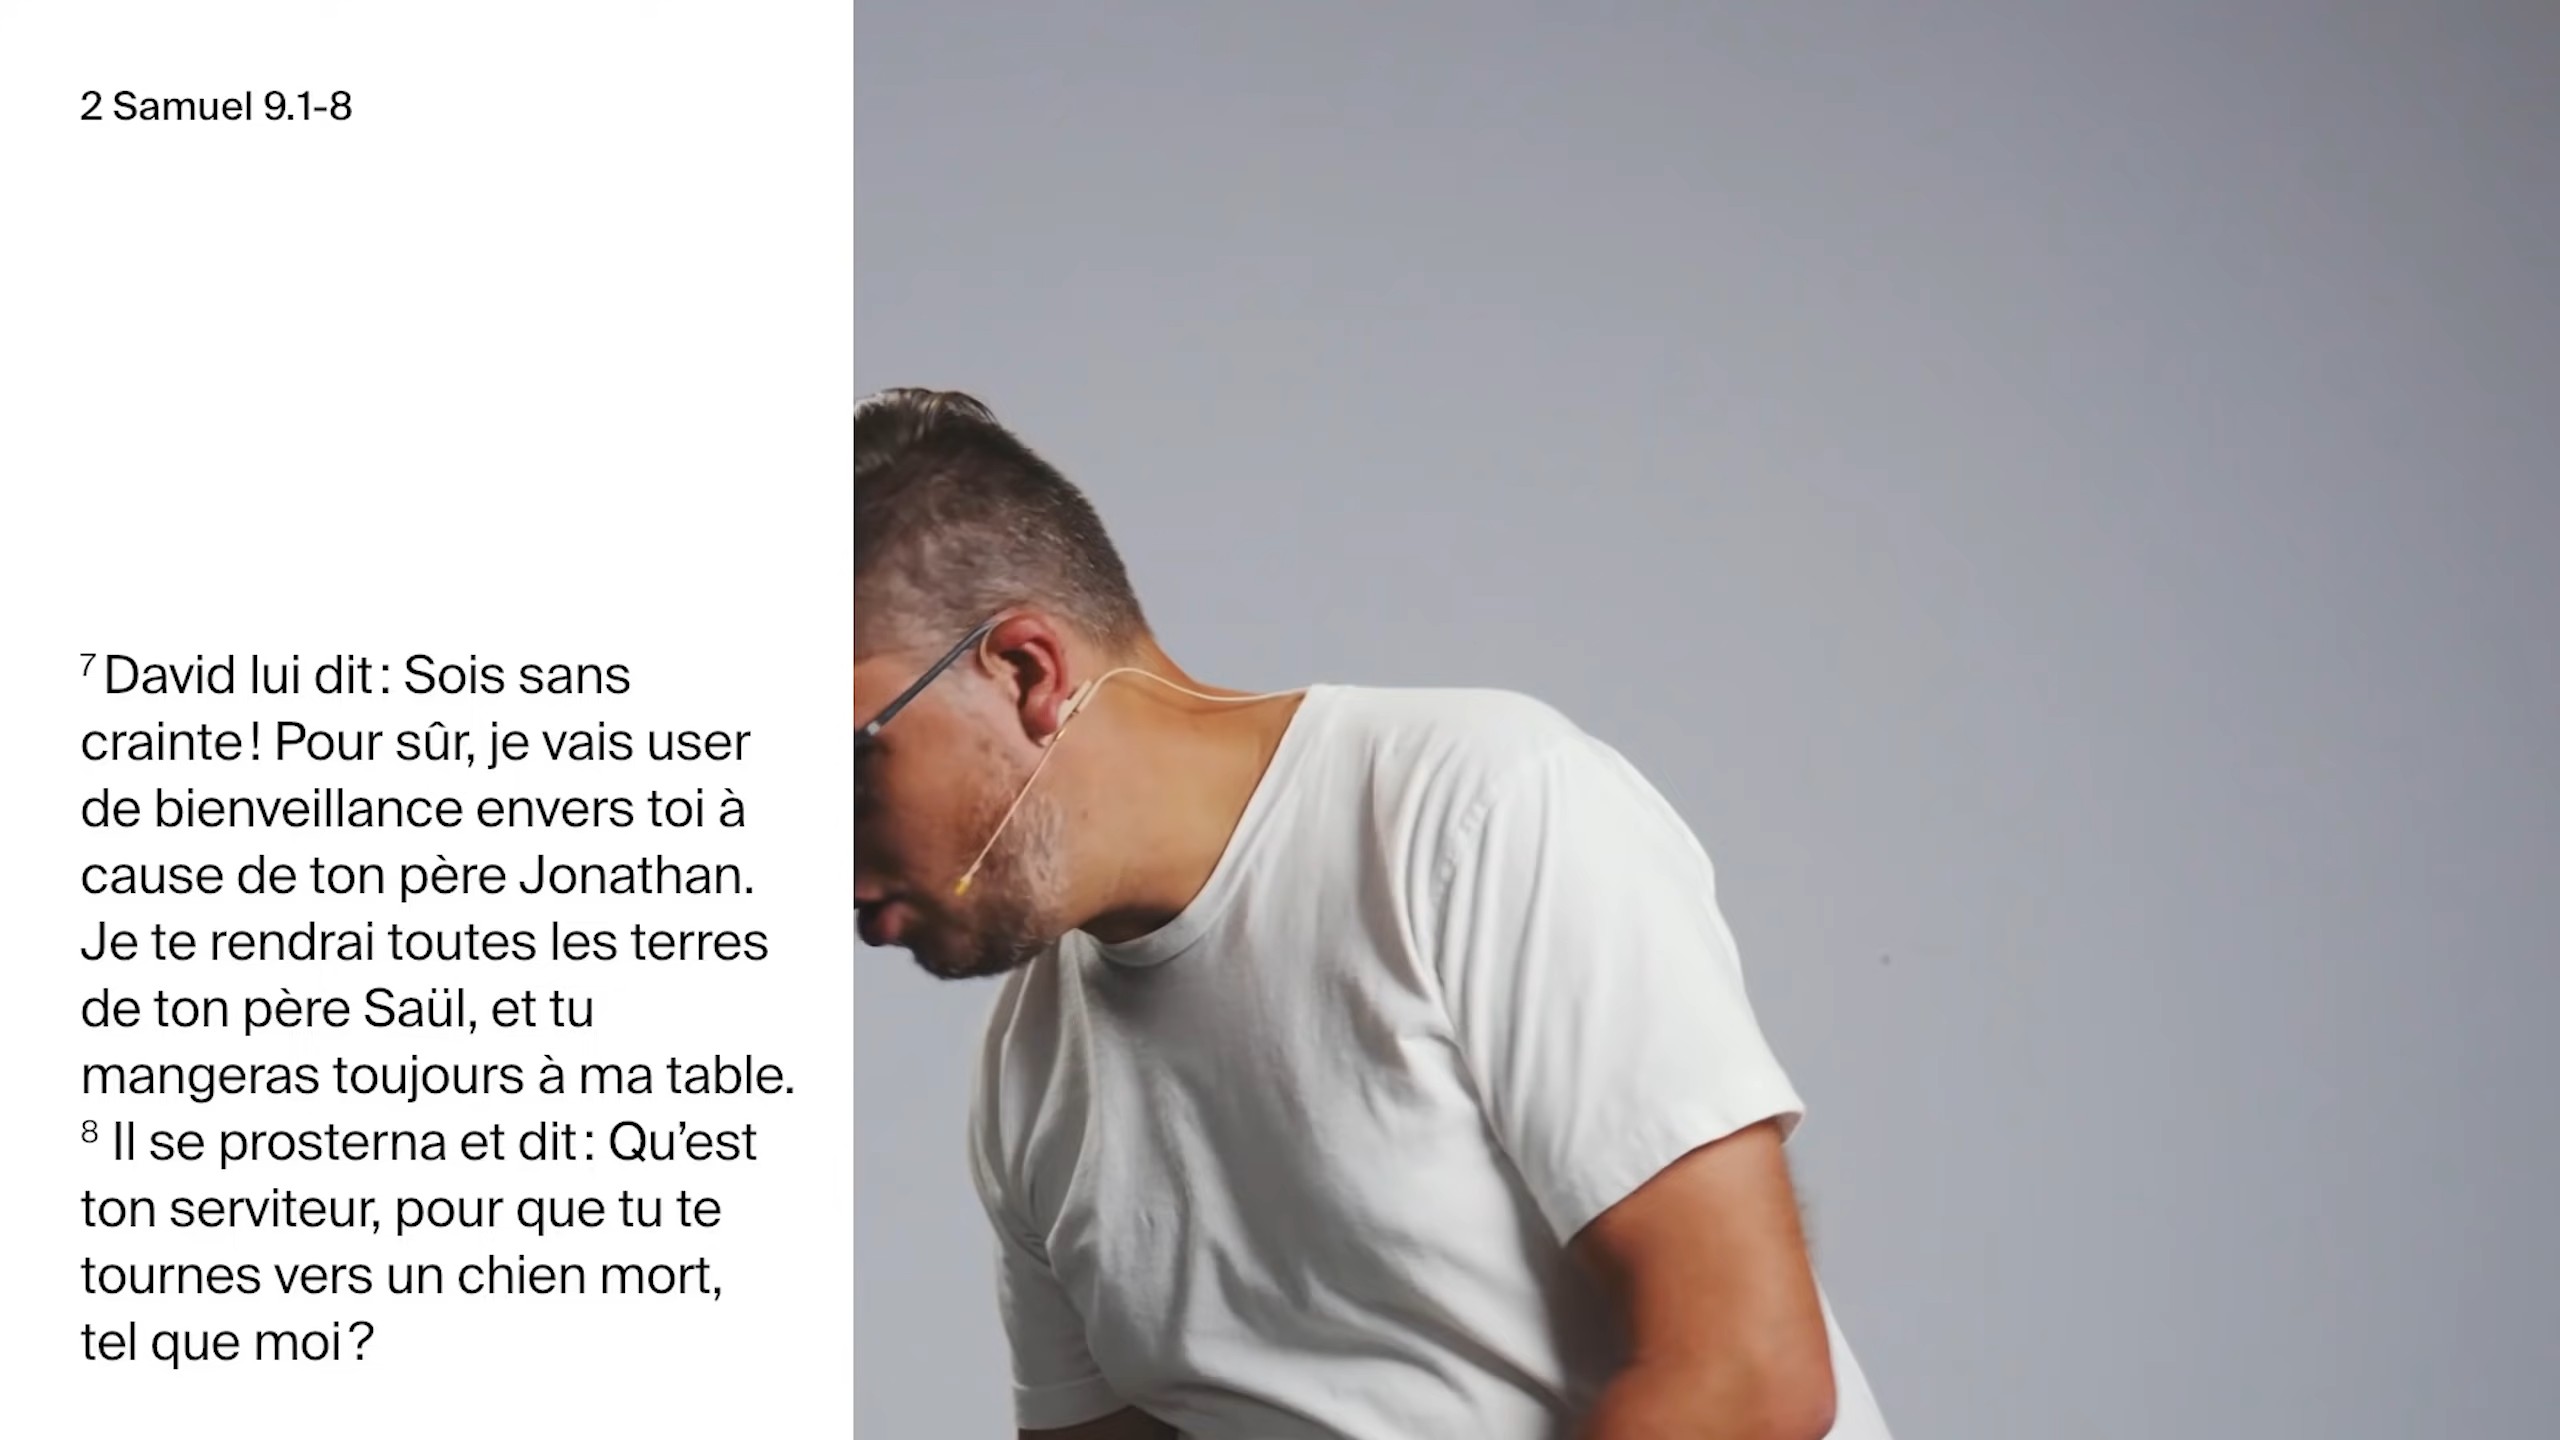 2 Samuel 9.1-8
7 David lui dit : Sois sans
crainte ! Pour sûr, je vais user
de bienveillance envers toi à
cause de ton père Jonathan.
Je te rendrai toutes les terres
de ton père Saül, et tu
mangeras toujours à ma table.
8 Il se prosterna et dit : Qu’est
ton serviteur, pour que tu te
tournes vers un chien mort,
tel que moi ?